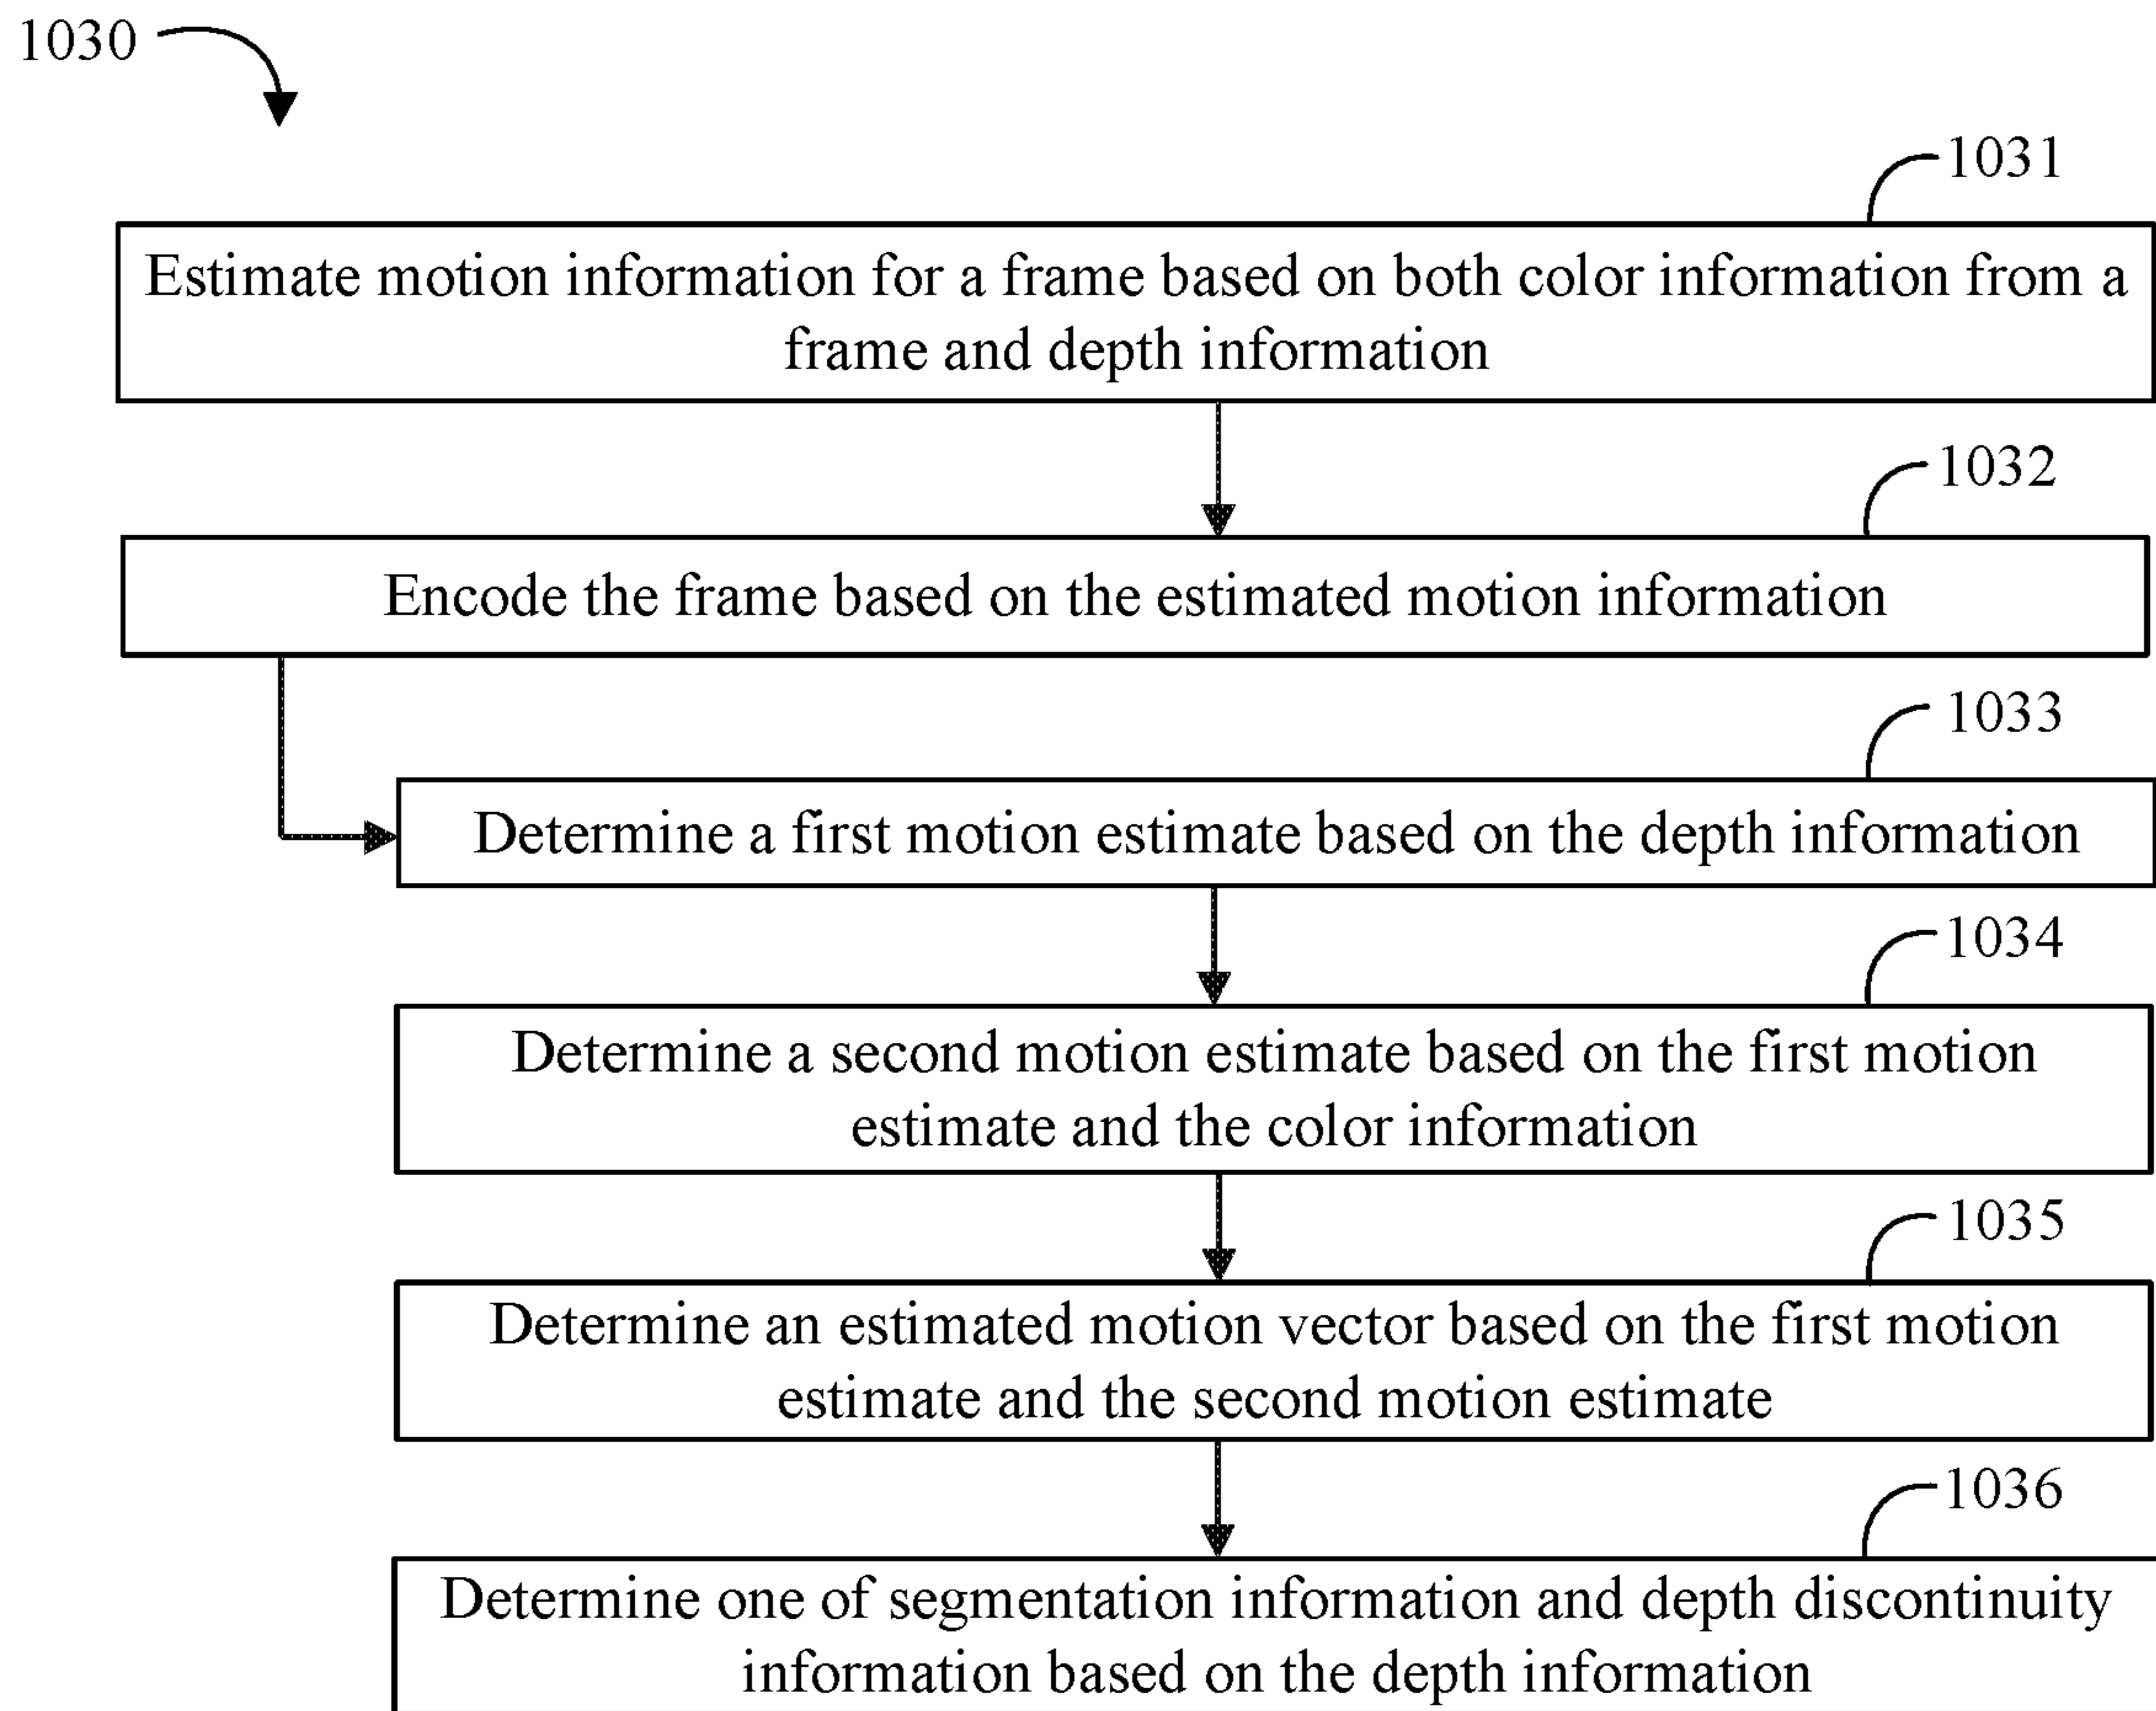 1030
1031
Estimate motion information for a frame based on both color information from a
frame and depth information
1032
Encode the frame based on the estimated motion information
1033
Determine a first motion estimate based on the depth information
1034
Determine a second motion estimate based on the first motion
estimate and the color information
1035
Determine an estimated motion vector based on the first motion
estimate and the second motion estimate
1036
Determine one of segmentation information and depth discontinuity
information based on the depth information